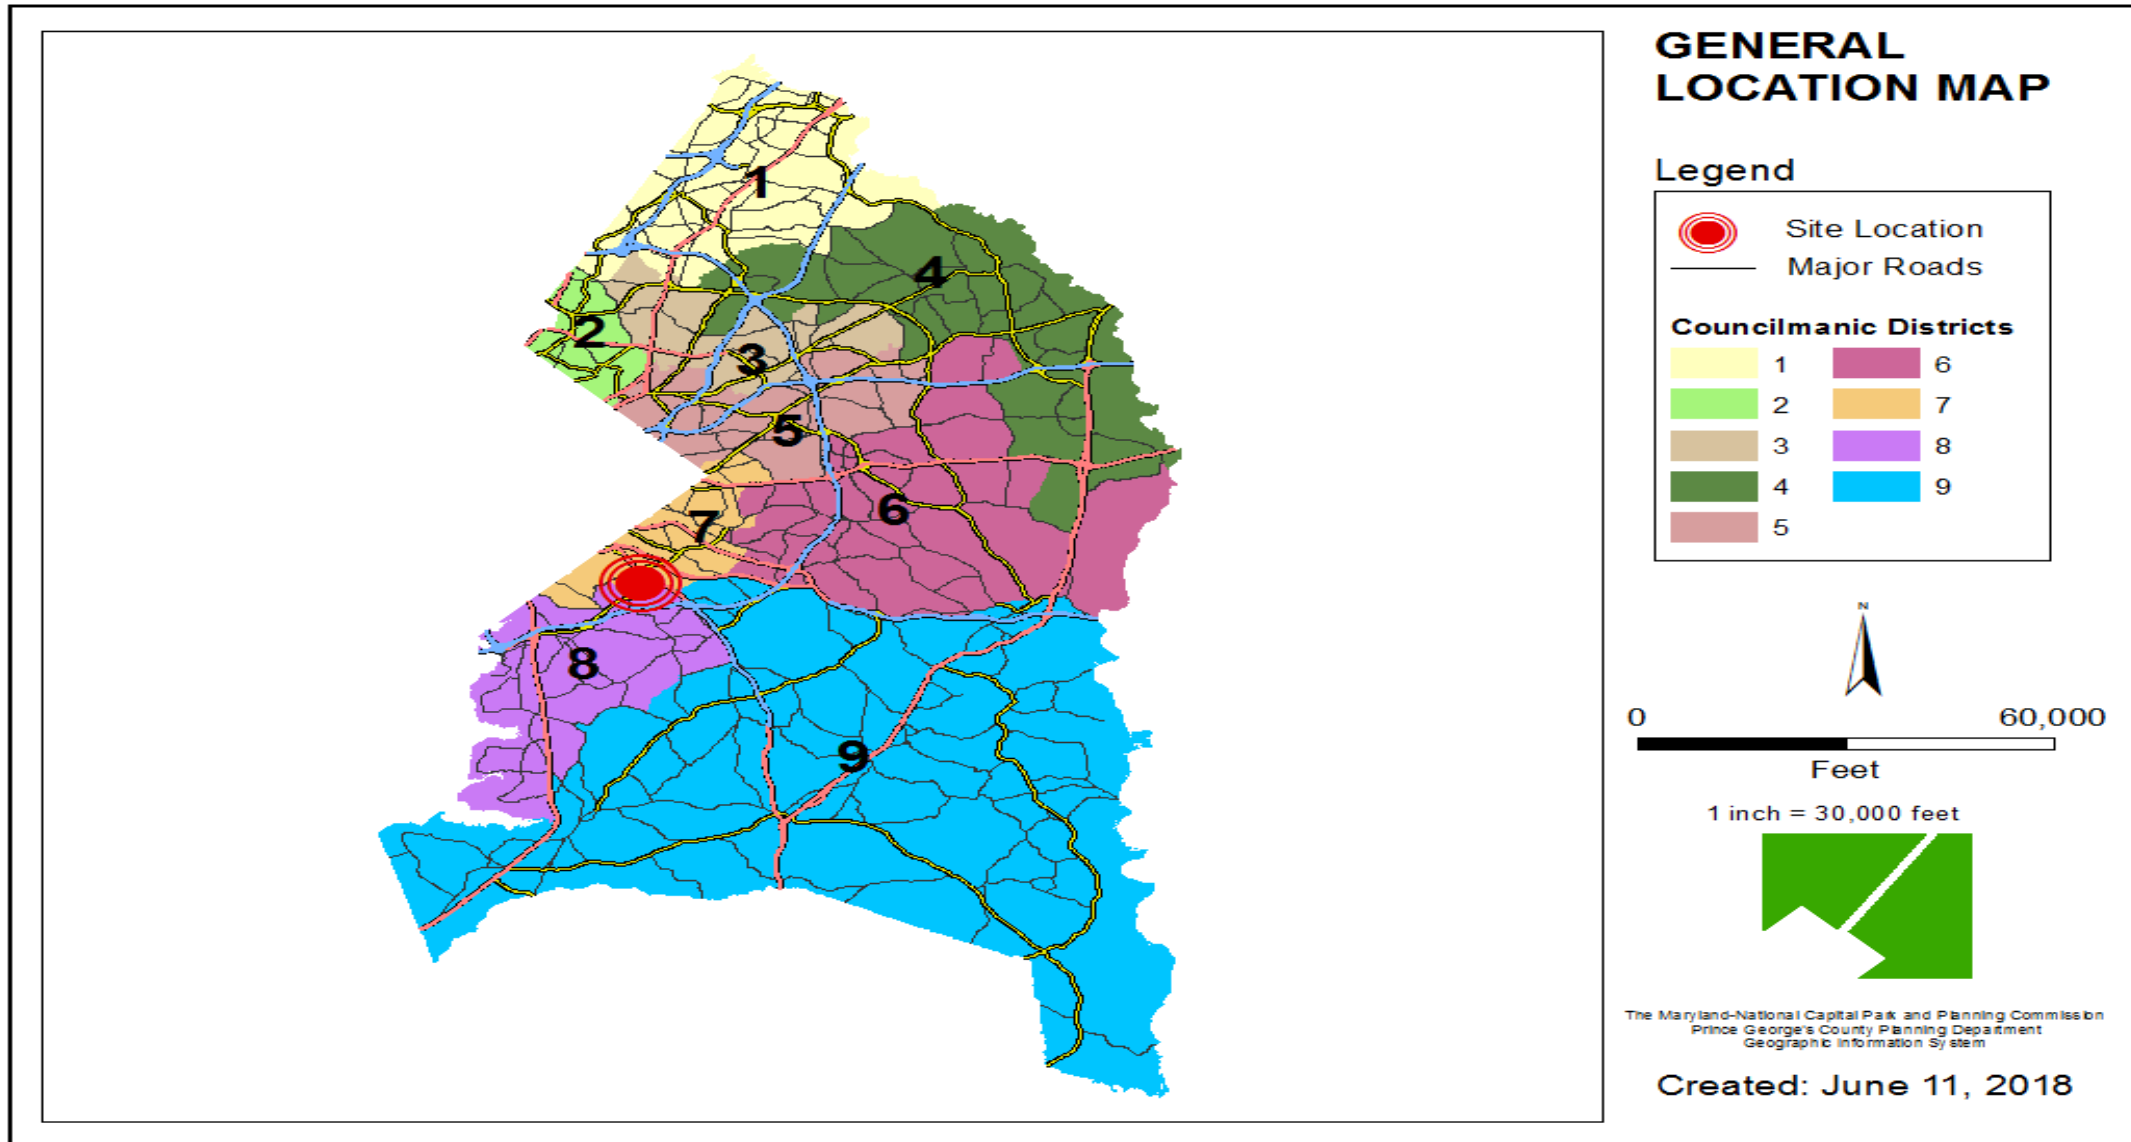 GENERAL
LOCATION MAP
Legend
Site Location
Major Roads
Councilmanic Districts
1 6
2 7
3 8
4 9
5
N
0 60,000
Feet
1 inch = 30,000 feet
The Maryland-National Capital Park and Planning Commission
Prince George's County Planning Department
Geographic Information System
Created: June 11, 2018
1
4
2
3
5
6
7
8
9